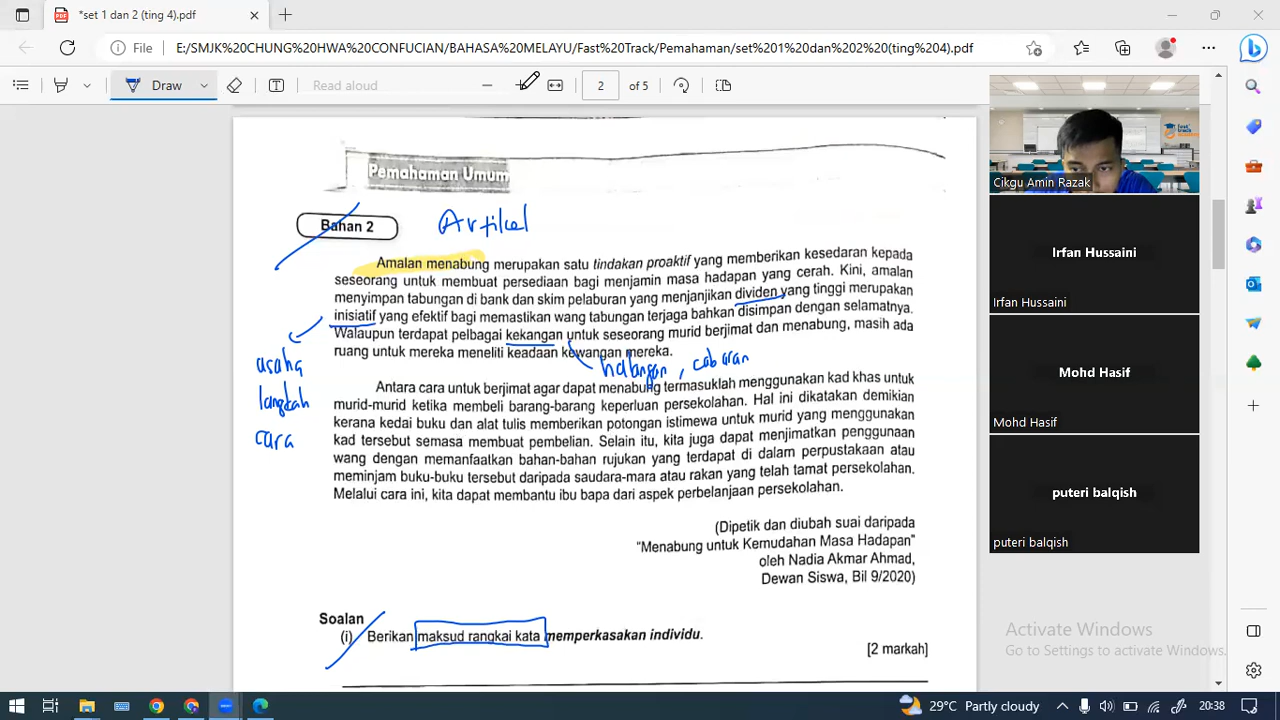 *set 1 dan 2 (ting 4).pdf
File
E:/SMJK%20CHUNG%20HWA%20CONFUCIAN/BAHASA%20MELAYU/Fast%20Track/Pemahaman/set%201%20dan%202%20(ting%204).pdf
Draw
Read aloud
2 of 5
Pemahaman Umum
Bahan 2
Artikel
Amalan menabung merupakan satu tindakan proaktif yang memberikan kesedaran kepada
seseorang untuk membuat persediaan bagi menjamin masa hadapan yang cerah. Kini, amalan
menyimpan tabungan di bank dan skim pelaburan yang menjanjikan dividen yang tinggi merupakan
inisiatif yang efektif bagi memastikan wang tabungan terjaga bahkan disimpan dengan selamatnya.
Walaupun terdapat pelbagai kekangan untuk seseorang murid berjimat dan menabung, masih ada
ruang untuk mereka meneliti keadaan kewangan mereka.
usaha
langkah
cara
halangan, cabaran
Antara cara untuk berjimat agar dapat menabung termasuklah menggunakan kad khas untuk
murid-murid ketika membeli barang-barang keperluan persekolahan. Hal ini dikatakan demikian
kerana kedai buku dan alat tulis memberikan potongan istimewa untuk murid yang menggunakan
kad tersebut semasa membuat pembelian. Selain itu, kita juga dapat menjimatkan penggunaan
wang dengan memanfaatkan bahan-bahan rujukan yang terdapat di dalam perpustakaan atau
meminjam buku-buku tersebut daripada saudara-mara atau rakan yang telah tamat persekolahan.
Melalui cara ini, kita dapat membantu ibu bapa dari aspek perbelanjaan persekolahan.
(Dipetik dan diubah suai daripada
"Menabung untuk Kemudahan Masa Hadapan"
oleh Nadia Akmar Ahmad,
Dewan Siswa, Bil 9/2020)
Soalan
(i) Berikan maksud rangkai kata memperkasakan individu.
[2 markah]
Cikgu Amin Razak
Irfan Hussaini
Irfan Hussaini
Mohd Hasif
Mohd Hasif
puteri balqish
puteri balqish
Activate Windows
Go to Settings to activate Windows.
29°C Partly cloudy
20:38